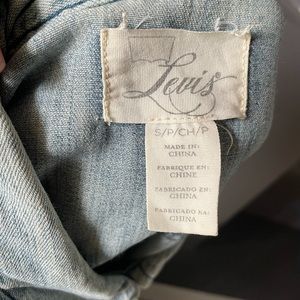 Levis
S/P/CH/P
MADE IN:
CHINA
FABRIQUE EN:
CHINE
FABRICADO EN:
CHINA
FABRICADO NA:
CHINA